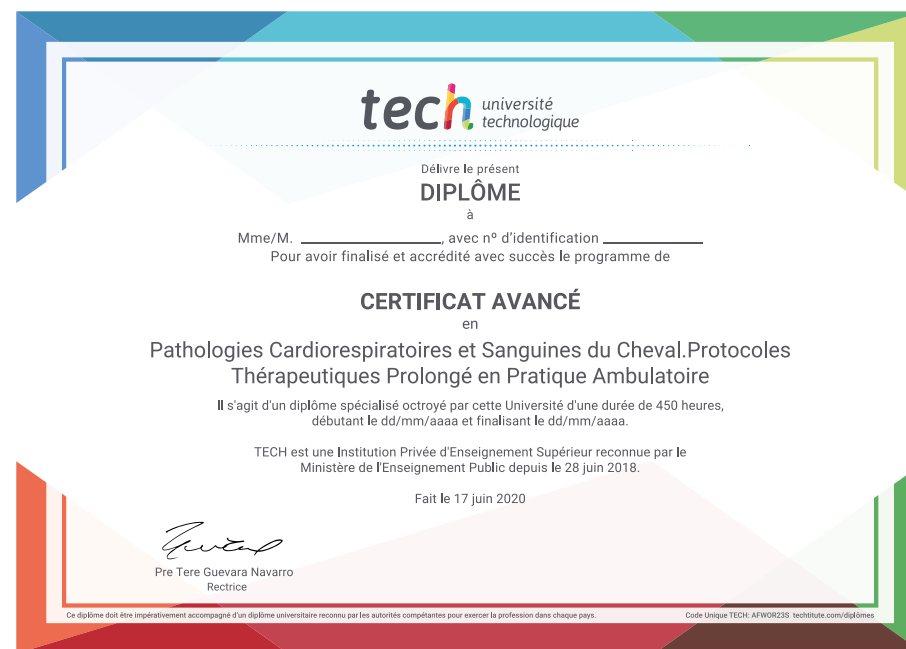 tech université
technologique
Délivre le présent
DIPLÔME
à
Mme/M. ____________________, avec nº d'identification ______________
Pour avoir finalisé et accrédité avec succès le programme de
CERTIFICAT AVANCÉ
en
Pathologies Cardiorespiratoires et Sanguines du Cheval.Protocoles
Thérapeutiques Prolongé en Pratique Ambulatoire
Il s'agit d'un diplôme spécialisé octroyé par cette Université d'une durée de 450 heures,
débutant le dd/mm/aaaa et finalisant le dd/mm/aaaa.
TECH est une Institution Privée d'Enseignement Supérieur reconnue par le
Ministère de l'Enseignement Public depuis le 28 juin 2018.
Fait le 17 juin 2020
Pre Tere Guevara Navarro
Rectrice
Ce diplôme doit être impérativement accompagné d'un diplôme universitaire reconnu par les autorités compétantes pour exercer la profession dans chaque pays.
Code Unique TECH: AFWOR23S techtitute.com/diplômes